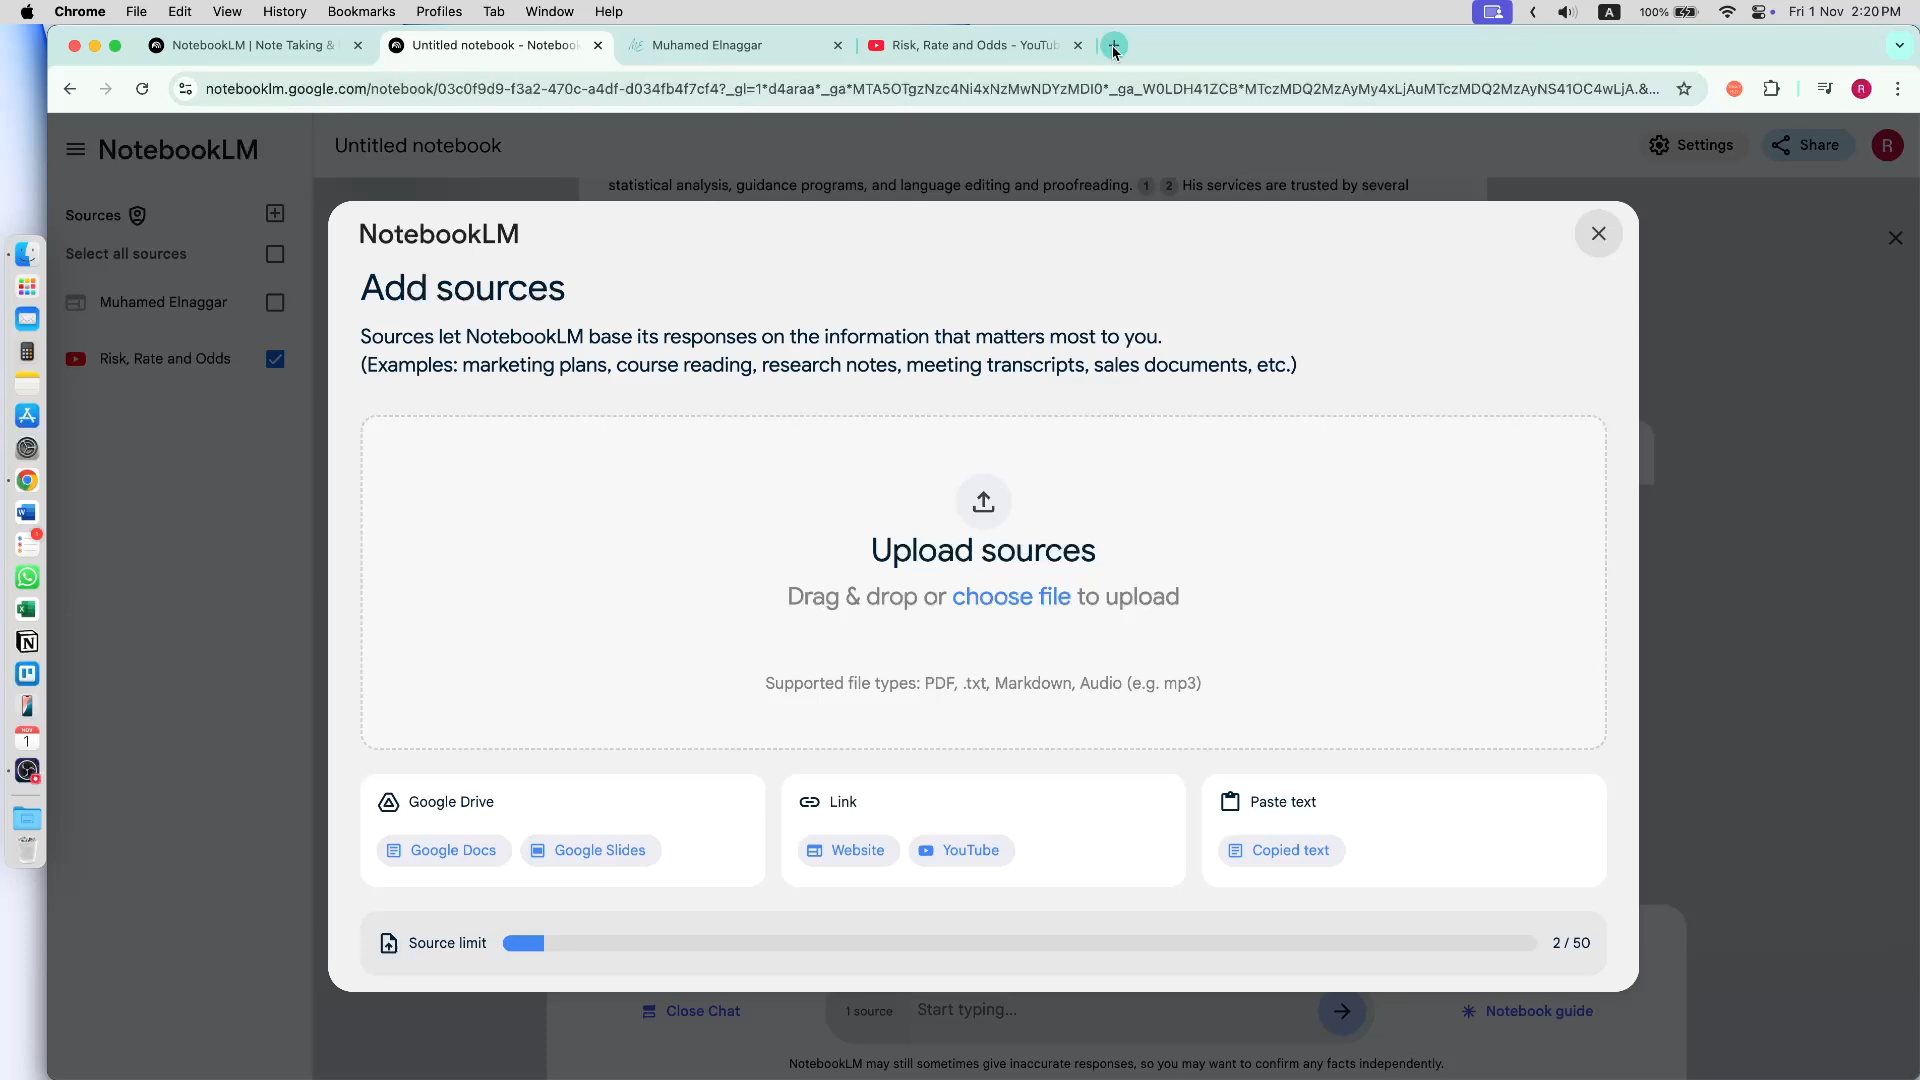 Chrome File Edit View History Bookmarks Profiles Tab Window Help
A 100% Fri 1 Nov 2:20 PM
NotebookLM | Note Taking &
Untitled notebook - Noteboo
Muhamed Elnaggar
Risk, Rate and Odds - YouTub
notebooklm.google.com/notebook/03c0f9d9-f3a2-470c-a4df-d034fb4f7cf4?_gl=1*d4araa*_ga*MTA5OTgzNzc4Ni4xNzMwNDYzMDI0*_ga_W0LDH41ZCB*MTczMDQ2MzAyMy4xLjAuMTczMDQ2MzAyNS41OC4wLjA.&...
R
NotebookLM
Untitled notebook
Settings
Share
R
statistical analysis, guidance programs, and language editing and proofreading. 1 2 His services are trusted by several
Sources
Select all sources
Muhamed Elnaggar
Risk, Rate and Odds
NotebookLM
Add sources
Sources let NotebookLM base its responses on the information that matters most to you.
(Examples: marketing plans, course reading, research notes, meeting transcripts, sales documents, etc.)
Upload sources
Drag & drop or choose file to upload
Supported file types: PDF, .txt, Markdown, Audio (e.g. mp3)
Google Drive
Google Docs
Google Slides
Link
Website
YouTube
Paste text
Copied text
Source limit
2 / 50
Close Chat
1 source
Start typing...
Notebook guide
NotebookLM may still sometimes give inaccurate responses, so you may want to confirm any facts independently.
NOV
1